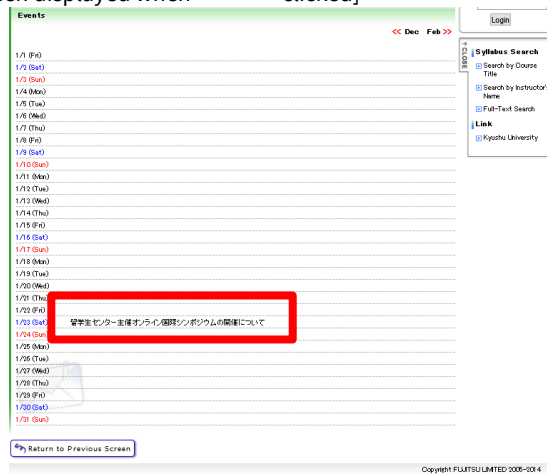 en displayed when clicked]
Events
<< Dec Feb >>
1/1 (Fri)
1/2 (Sat)
1/3 (Sun)
1/4 (Mon)
1/5 (Tue)
1/6 (Wed)
1/7 (Thu)
1/8 (Fri)
1/9 (Sat)
1/10 (Sun)
1/11 (Mon)
1/12 (Tue)
1/13 (Wed)
1/14 (Thu)
1/15 (Fri)
1/16 (Sat)
1/17 (Sun)
1/18 (Mon)
1/19 (Tue)
1/20 (Wed)
1/21 (Thu)
1/22 (Fri)
1/23 (Sat) 留学生センター主催オンライン国際シンポジウムの開催について
1/24 (Sun)
1/25 (Mon)
1/26 (Tue)
1/27 (Wed)
1/28 (Thu)
1/29 (Fri)
1/30 (Sat)
1/31 (Sun)
Return to Previous Screen
Login
CLOSE
Syllabus Search
Search by Course
Title
Search by Instructor's
Name
Full-Text Search
Link
Kyushu University
Copyright FUJITSU LIMITED 2005-2014